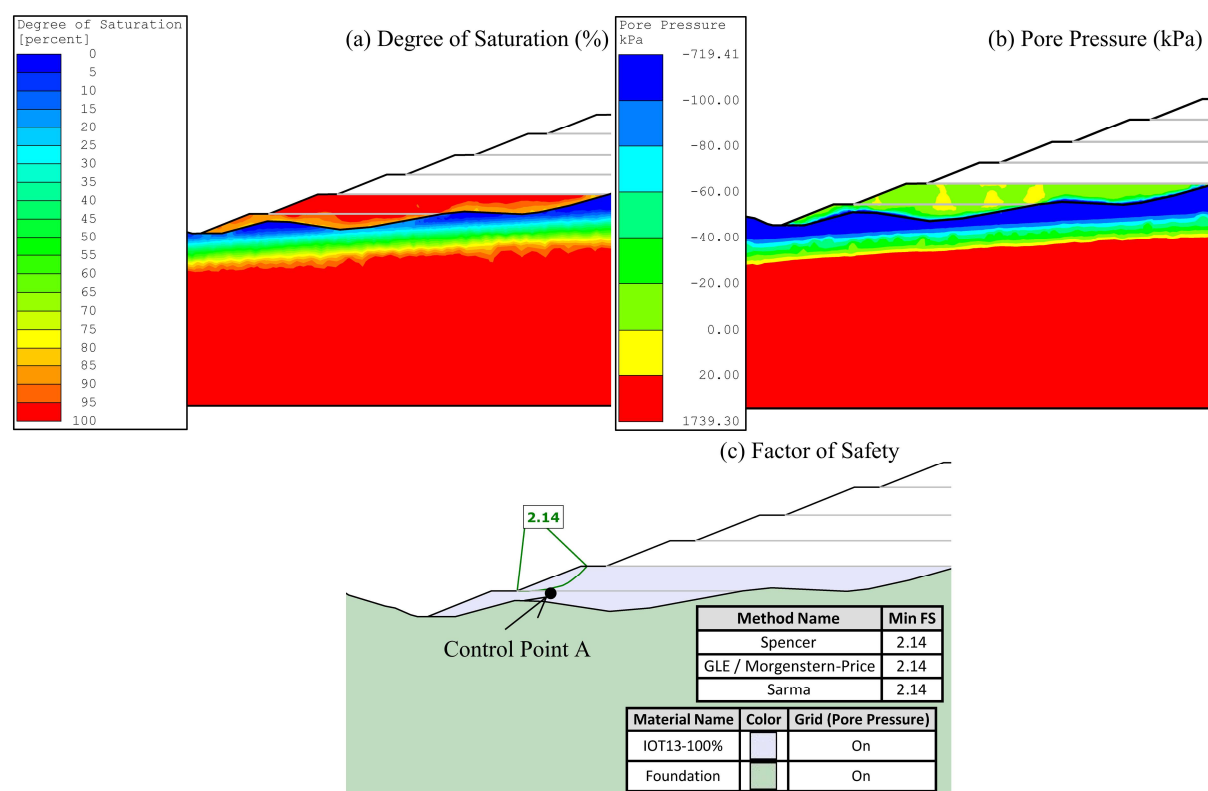 Degree of Saturation
[percent]
0
5
10
15
20
25
30
35
40
45
50
55
60
65
70
75
80
85
90
95
100
(a) Degree of Saturation (%)
Pore Pressure
kPa
-719.41
-100.00
-80.00
-60.00
-40.00
-20.00
0.00
20.00
1739.30
(b) Pore Pressure (kPa)
(c) Factor of Safety
2.14
Control Point A
Method Name Min FS
Spencer 2.14
GLE / Morgenstern-Price 2.14
Sarma 2.14
Material Name Color Grid (Pore Pressure)
IOT13-100% On
Foundation On